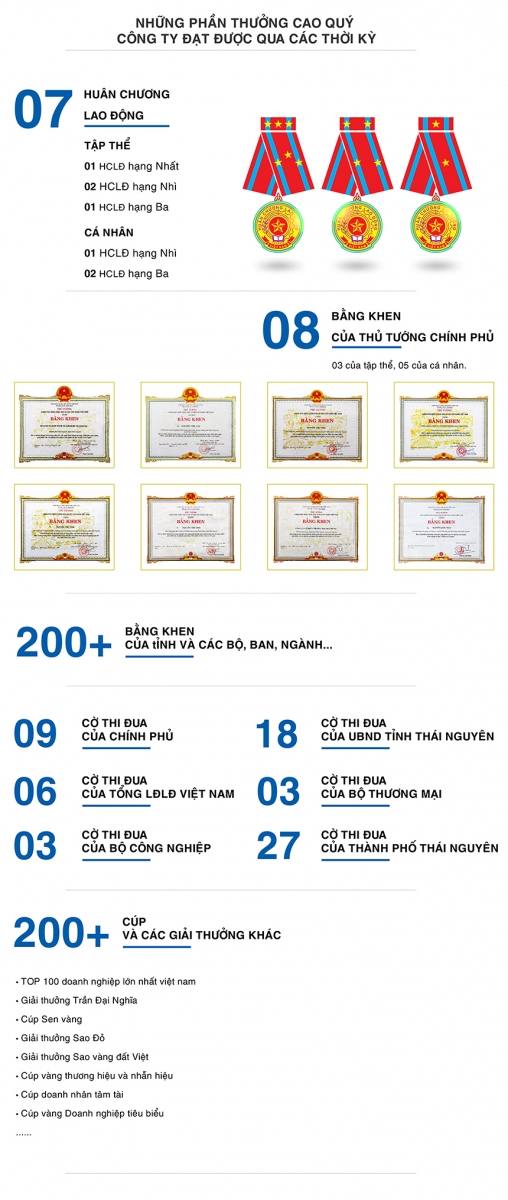 NHỮNG PHẦN THƯỞNG CAO QUÝ
CÔNG TY ĐẠT ĐƯỢC QUA CÁC THỜI KỲ
07
HUÂN CHƯƠNG
LAO ĐỘNG
TẬP THỂ
01 HCLĐ hạng Nhất
02 HCLĐ hạng Nhì
01 HCLĐ hạng Ba
CÁ NHÂN
01 HCLĐ hạng Nhì
02 HCLĐ hạng Ba
08
BẰNG KHEN
CỦA THỦ TƯỚNG CHÍNH PHỦ
03 của tập thể, 05 của cá nhân.
BẰNG KHEN
BẰNG KHEN
BẰNG KHEN
BẰNG KHEN
BẰNG KHEN
BẰNG KHEN
BẰNG KHEN
BẰNG KHEN
200+
BẰNG KHEN
CỦA tỈNH VÀ CÁC BỘ, BAN, NGÀNH...
09
CỜ THI ĐUA
CỦA CHÍNH PHỦ
18
CỜ THI ĐUA
CỦA UBND TỈNH THÁI NGUYÊN
06
CỜ THI ĐUA
CỦA TỔNG LĐLĐ VIỆT NAM
03
CỜ THI ĐUA
CỦA BỘ THƯƠNG MẠI
03
CỜ THI ĐUA
CỦA BỘ CÔNG NGHIỆP
27
CỜ THI ĐUA
CỦA THÀNH PHỐ THÁI NGUYÊN
200+
CÚP
VÀ CÁC GIẢI THƯỞNG KHÁC
• TOP 100 doanh nghiệp lớn nhất việt nam
• Giải thưởng Trần Đại Nghĩa
• Cúp Sen vàng
• Giải thưởng Sao Đỏ
• Giải thưởng Sao vàng đất Việt
• Cúp vàng thương hiệu và nhẫn hiệu
• Cúp doanh nhân tâm tài
• Cúp vàng Doanh nghiệp tiêu biểu
......